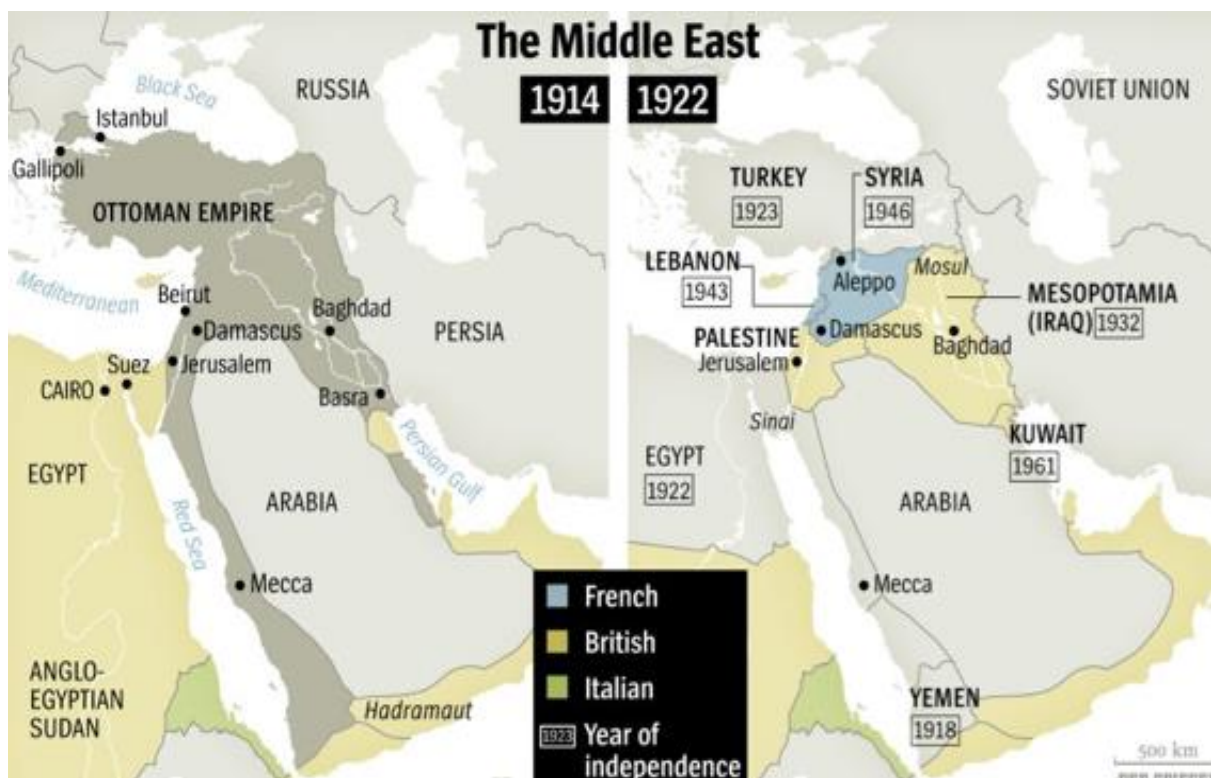 The Middle East
1914
1922
Black Sea
RUSSIA
Istanbul
Gallipoli
OTTOMAN EMPIRE
Mediterranean
Beirut
Baghdad
Damascus
PERSIA
Suez
Jerusalem
CAIRO
Basra
EGYPT
Persian Gulf
ARABIA
Red Sea
Mecca
ANGLO-
EGYPTIAN
SUDAN
Hadramaut
SOVIET UNION
TURKEY
1923
SYRIA
1946
LEBANON
1943
Aleppo
Mosul
MESOPOTAMIA
(IRAQ) 1932
PALESTINE
Damascus
Jerusalem
Baghdad
Sinai
KUWAIT
1961
EGYPT
1922
ARABIA
Mecca
YEMEN
1918
French
British
Italian
1923 Year of
independence
500 km